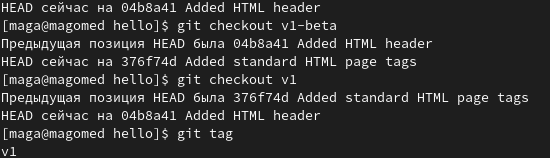 HEAD сейчас на 04b8a41 Added HTML header
[maga@magomed hello]$ git checkout v1-beta
Предыдущая позиция HEAD была 04b8a41 Added HTML header
HEAD сейчас на 376f74d Added standard HTML page tags
[maga@magomed hello]$ git checkout v1
Предыдущая позиция HEAD была 376f74d Added standard HTML page tags
HEAD сейчас на 04b8a41 Added HTML header
[maga@magomed hello]$ git tag
v1